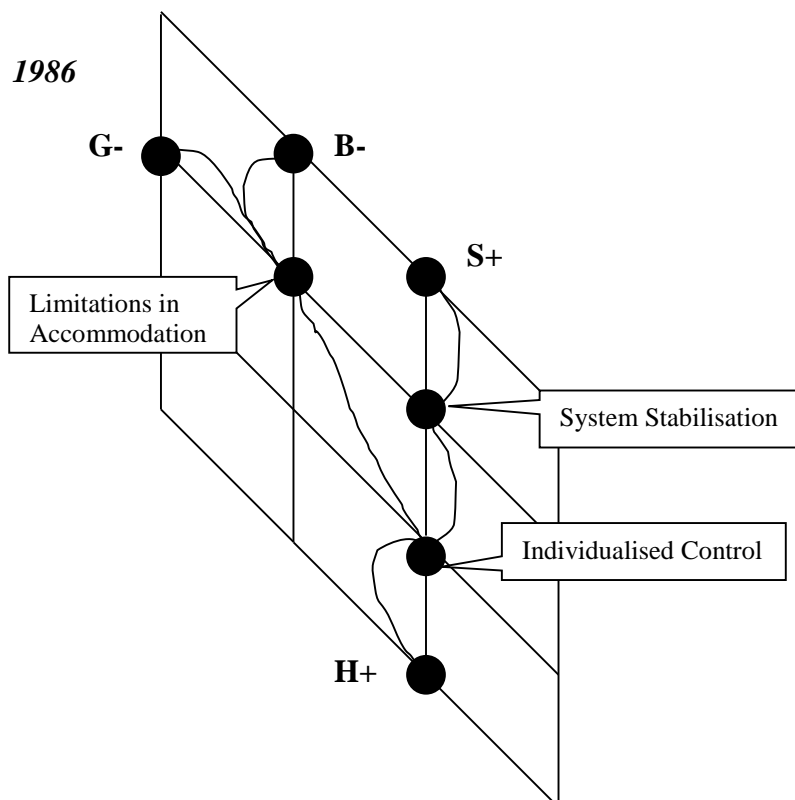 1986
G-
B-
S+
Limitations in
Accommodation
System Stabilisation
Individualised Control
H+